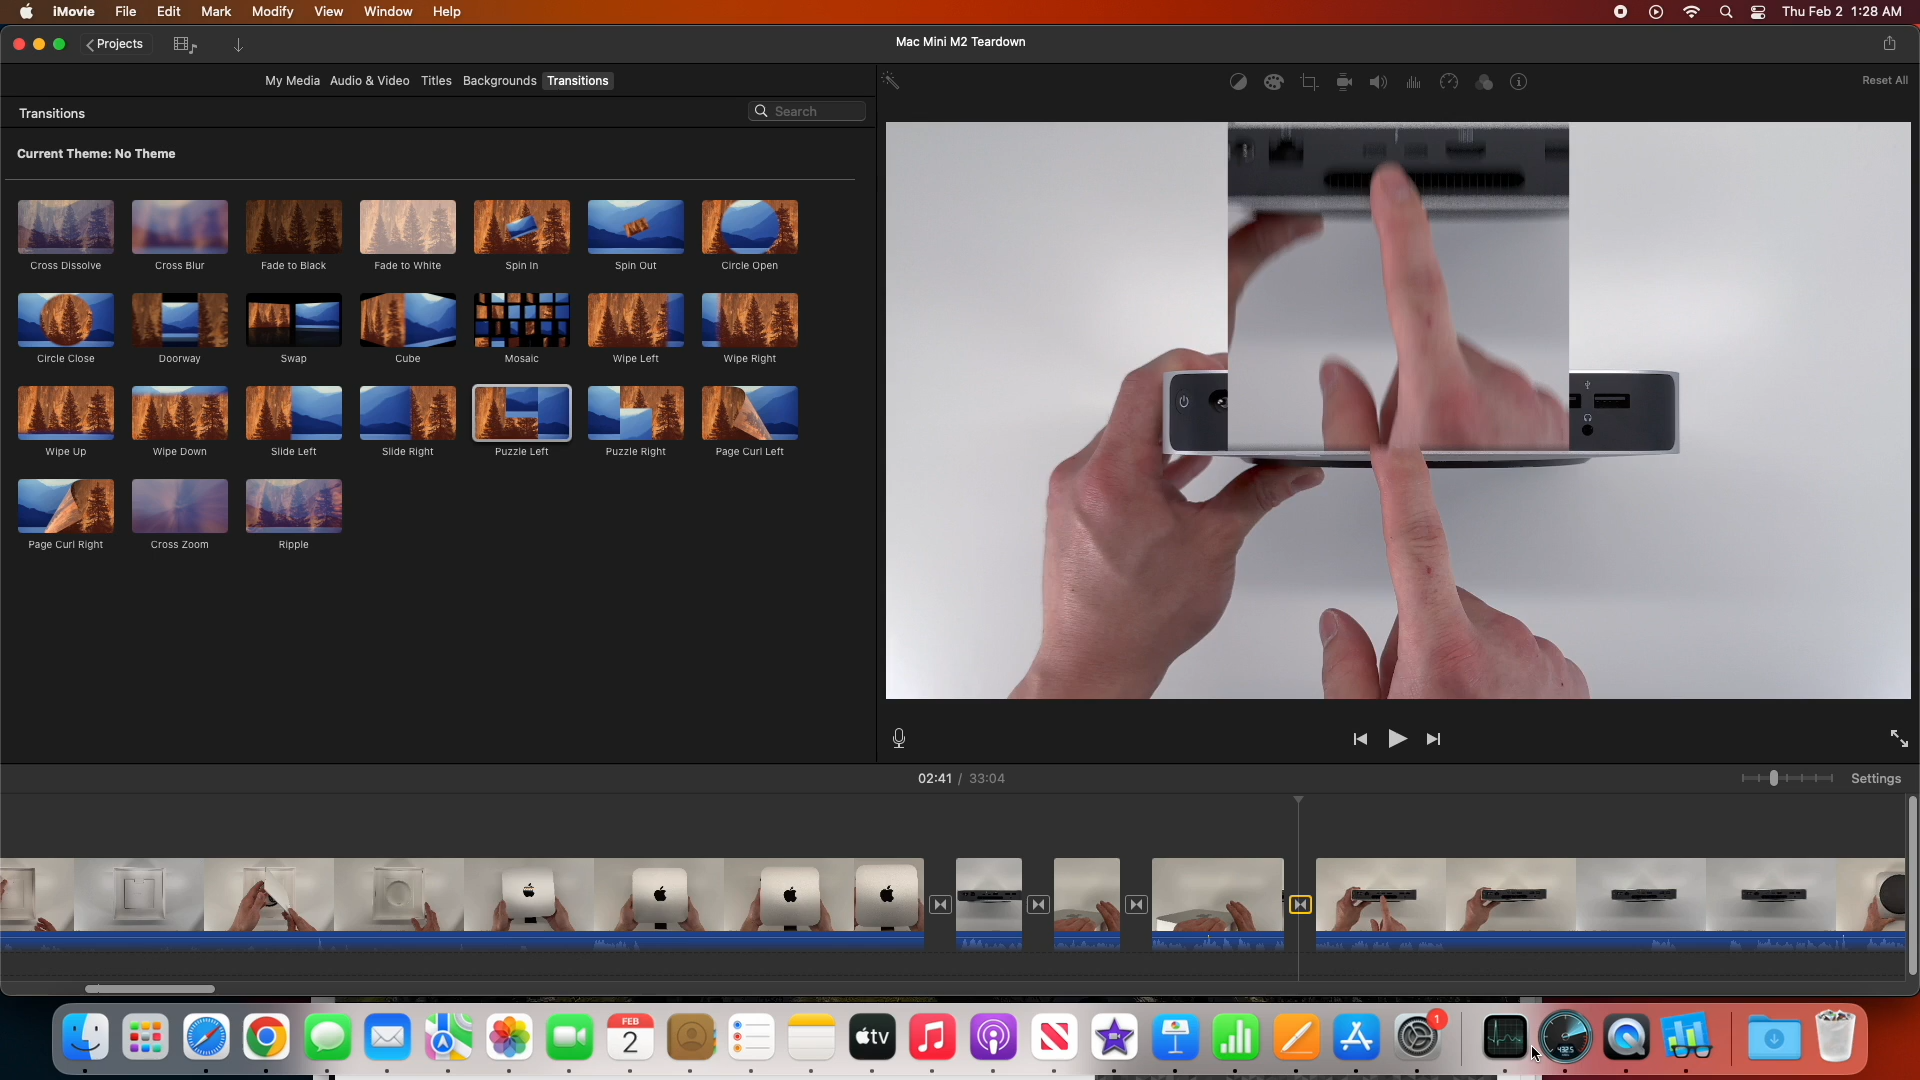 iMovie File Edit Mark Modify View Window Help Thu Feb 2 1:28 AM
Projects Mac Mini M2 Teardown
My Media Audio & Video Titles Backgrounds Transitions Reset All
Transitions Search
Current Theme: No Theme
Cross Dissolve Cross Blur Fade to Black Fade to White Spin In Spin Out Circle Open
Circle Close Doorway Swap Cube Mosaic Wipe Left Wipe Right
Wipe Up Wipe Down Slide Left Slide Right Puzzle Left Puzzle Right Page Curl Left
Page Curl Right Cross Zoom Ripple
02:41 / 33:04 Settings
FEB
2
tv
1
432.5